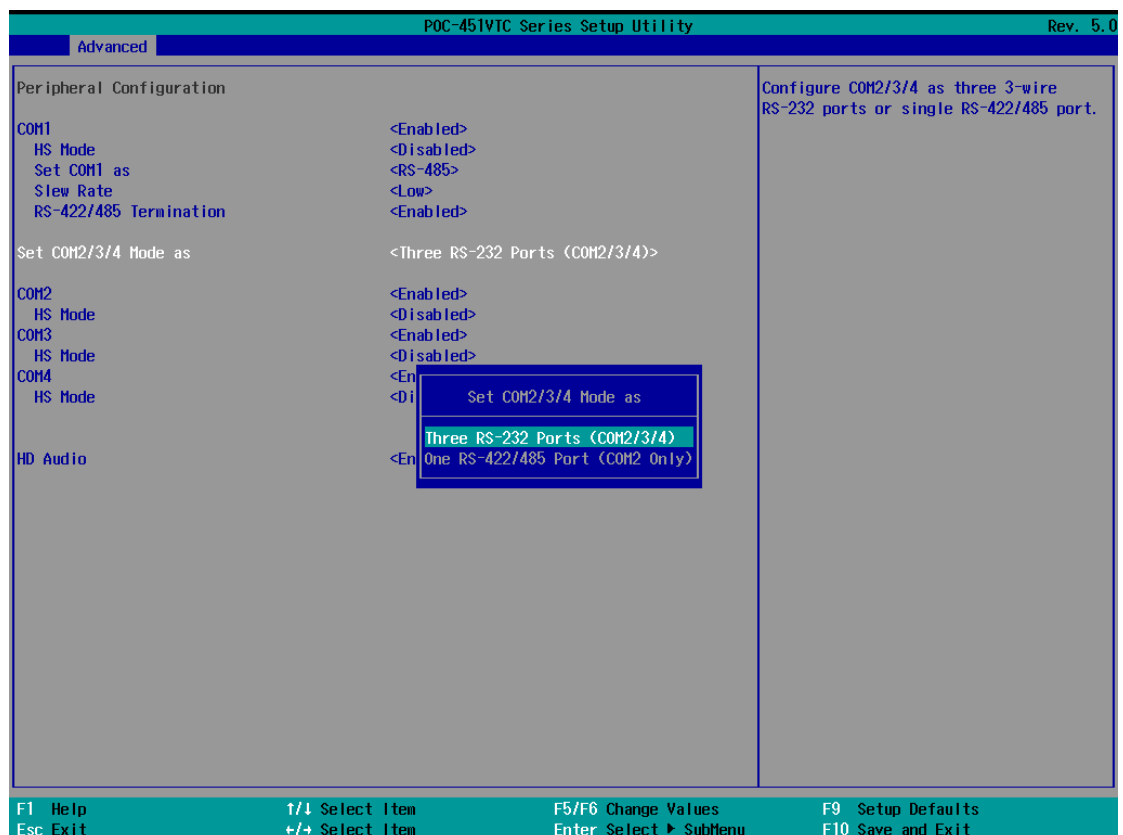 POC-451VTC Series Setup Utility Rev. 5.0
Advanced
Peripheral Configuration
COM1 <Enabled>
HS Mode <Disabled>
Set COM1 as <RS-485>
Slew Rate <Low>
RS-422/485 Termination <Enabled>
Set COM2/3/4 Mode as <Three RS-232 Ports (COM2/3/4)>
COM2 <Enabled>
HS Mode <Disabled>
COM3 <Enabled>
HS Mode <Disabled>
COM4 <En
HS Mode <Di
HD Audio <En
Set COM2/3/4 Mode as
Three RS-232 Ports (COM2/3/4)
One RS-422/485 Port (COM2 Only)
Configure COM2/3/4 as three 3-wire
RS-232 ports or single RS-422/485 port.
F1 Help ↑/↓ Select Item F5/F6 Change Values F9 Setup Defaults
Esc Exit ←/→ Select Item Enter Select ▶ SubMenu F10 Save and Exit